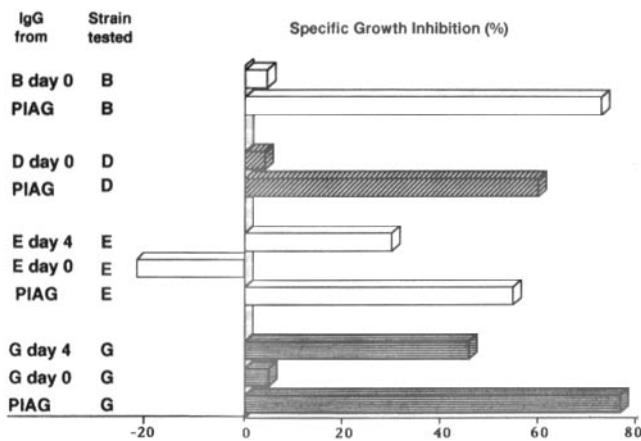 IgG from Strain tested Specific Growth Inhibition (%)
B day 0 B
PIAG B
D day 0 D
PIAG D
E day 4 E
E day 0 E
PIAG E
G day 4 G
G day 0 G
PIAG G
-20 0 20 40 60 80